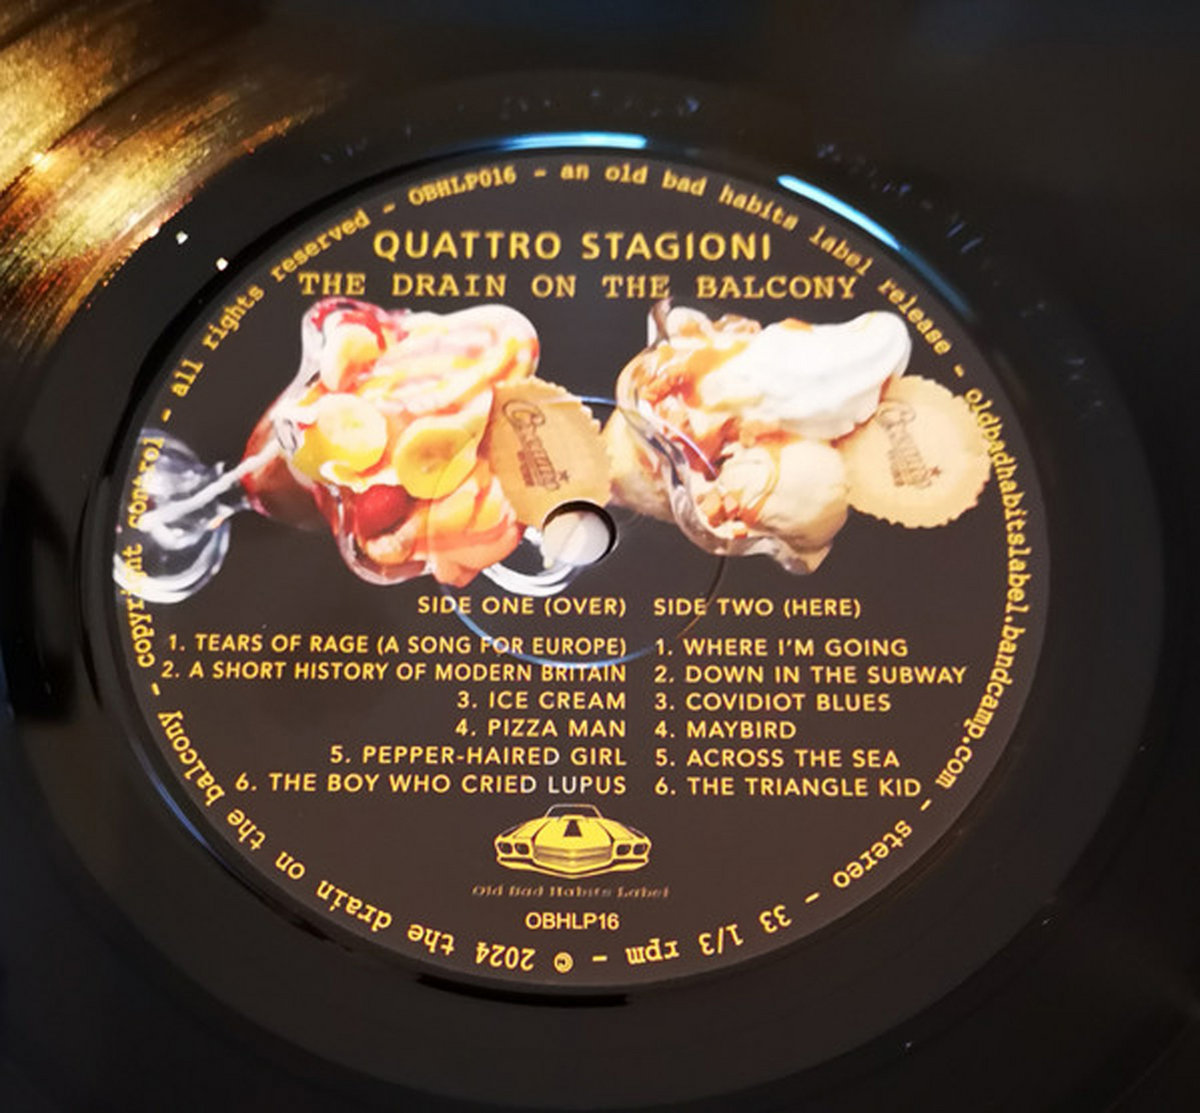 copyright control - all rights reserved - OBHLP016 - an old bad habits label release - oldbadhabitslabel.bandcamp.com - stereo - 33 1/3 rpm - © 2024 the drain on the balcony -
QUATTRO STAGIONI
THE DRAIN ON THE BALCONY
SIDE ONE (OVER)
1. TEARS OF RAGE (A SONG FOR EUROPE)
2. A SHORT HISTORY OF MODERN BRITAIN
3. ICE CREAM
4. PIZZA MAN
5. PEPPER-HAIRED GIRL
6. THE BOY WHO CRIED LUPUS
SIDE TWO (HERE)
1. WHERE I'M GOING
2. DOWN IN THE SUBWAY
3. COVIDIOT BLUES
4. MAYBIRD
5. ACROSS THE SEA
6. THE TRIANGLE KID
Old Bad Habits Label
OBHLP16